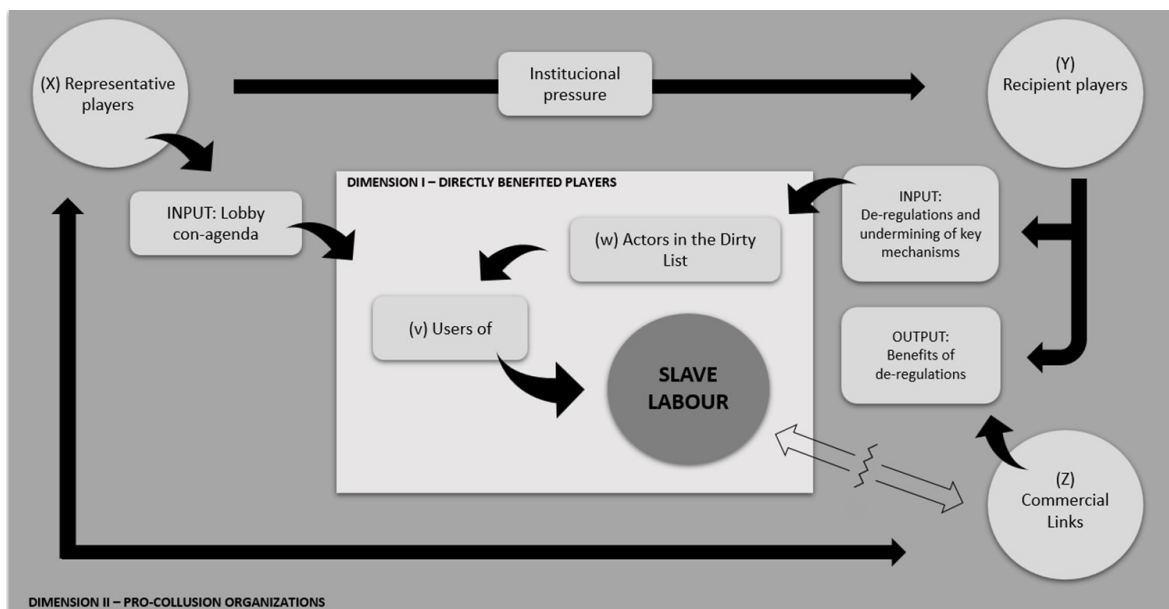 (X) Representative
players
Institucional
pressure
(Y)
Recipient players
DIMENSION I – DIRECTLY BENEFITED PLAYERS
INPUT: Lobby
con-agenda
(w) Actors in the Dirty
List
INPUT:
De-regulations and
undermining of key
mechanisms
(v) Users of
SLAVE
LABOUR
OUTPUT:
Benefits of
de-regulations
(Z)
Commercial
Links
DIMENSION II – PRO-COLLUSION ORGANIZATIONS